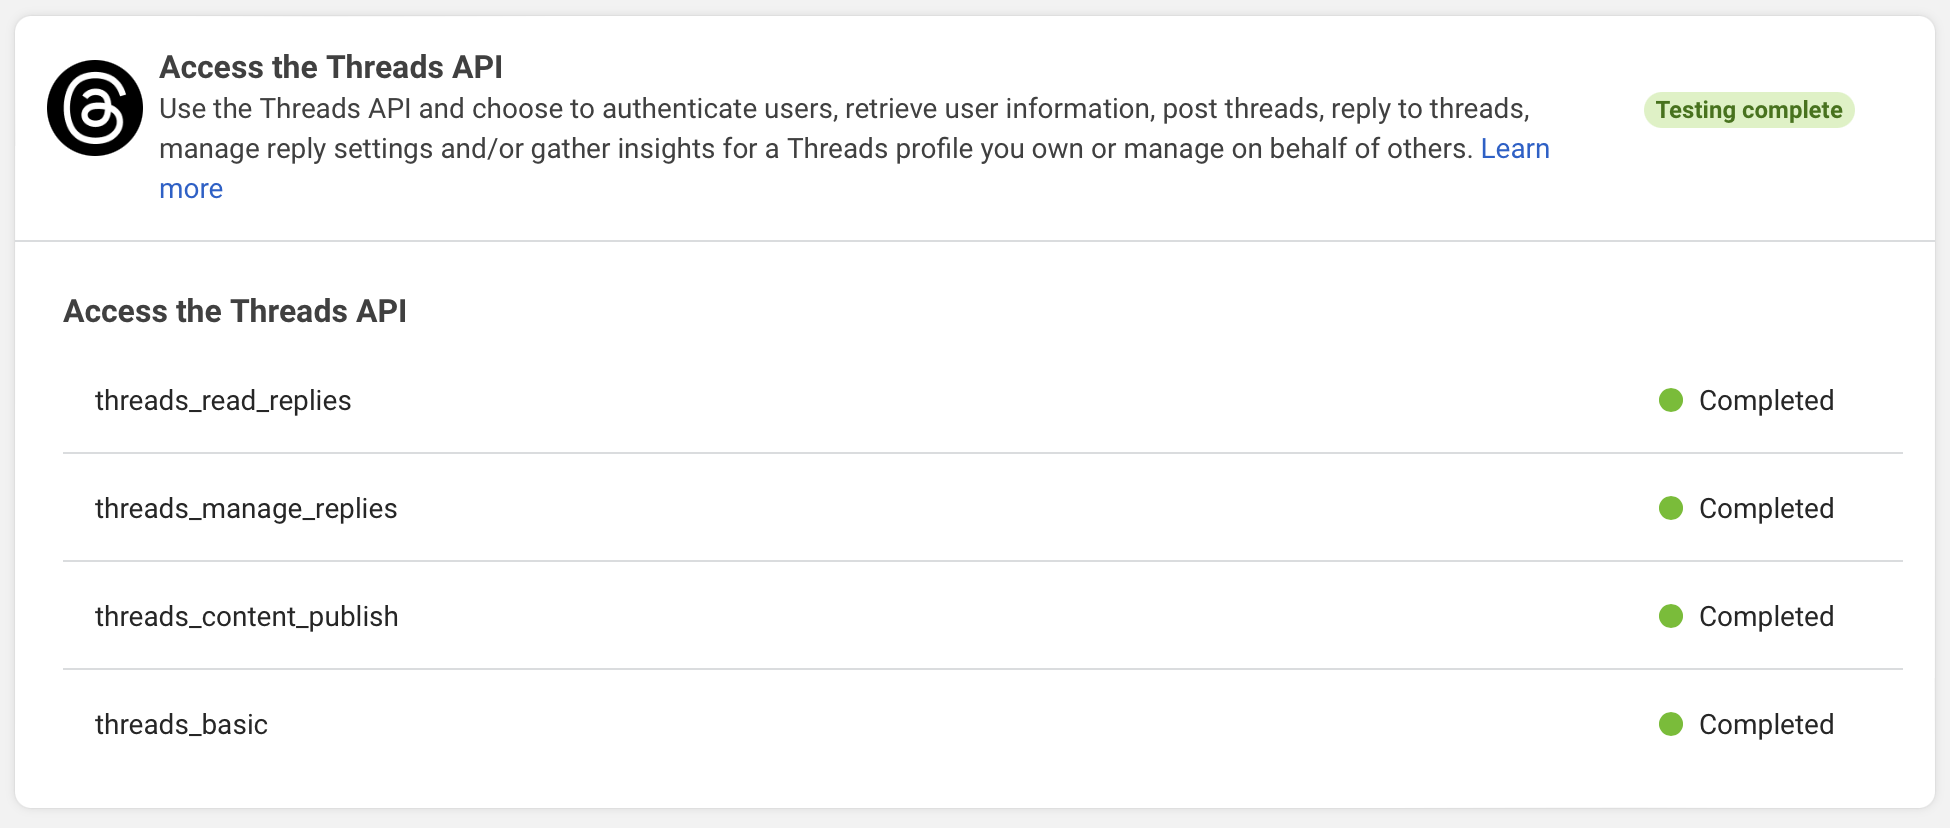 Access the Threads API
Use the Threads API and choose to authenticate users, retrieve user information, post threads, reply to threads,
manage reply settings and/or gather insights for a Threads profile you own or manage on behalf of others. Learn
more
Testing complete
Access the Threads API
threads_read_replies
Completed
threads_manage_replies
Completed
threads_content_publish
Completed
threads_basic
Completed